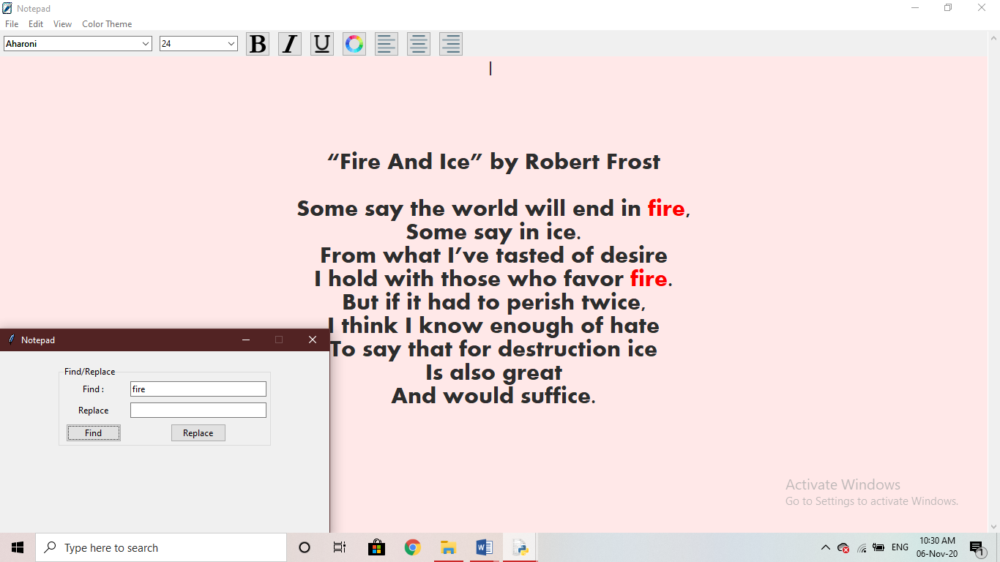 Notepad
File Edit View Color Theme
Aharoni 24 B I U
“Fire And Ice” by Robert Frost
Some say the world will end in fire,
Some say in ice.
From what I’ve tasted of desire
I hold with those who favor fire.
But if it had to perish twice,
I think I know enough of hate
To say that for destruction ice
Is also great
And would suffice.
Notepad
Find/Replace
Find : fire
Replace
Find Replace
Activate Windows
Go to Settings to activate Windows.
Type here to search
ENG
10:30 AM
06-Nov-20
1